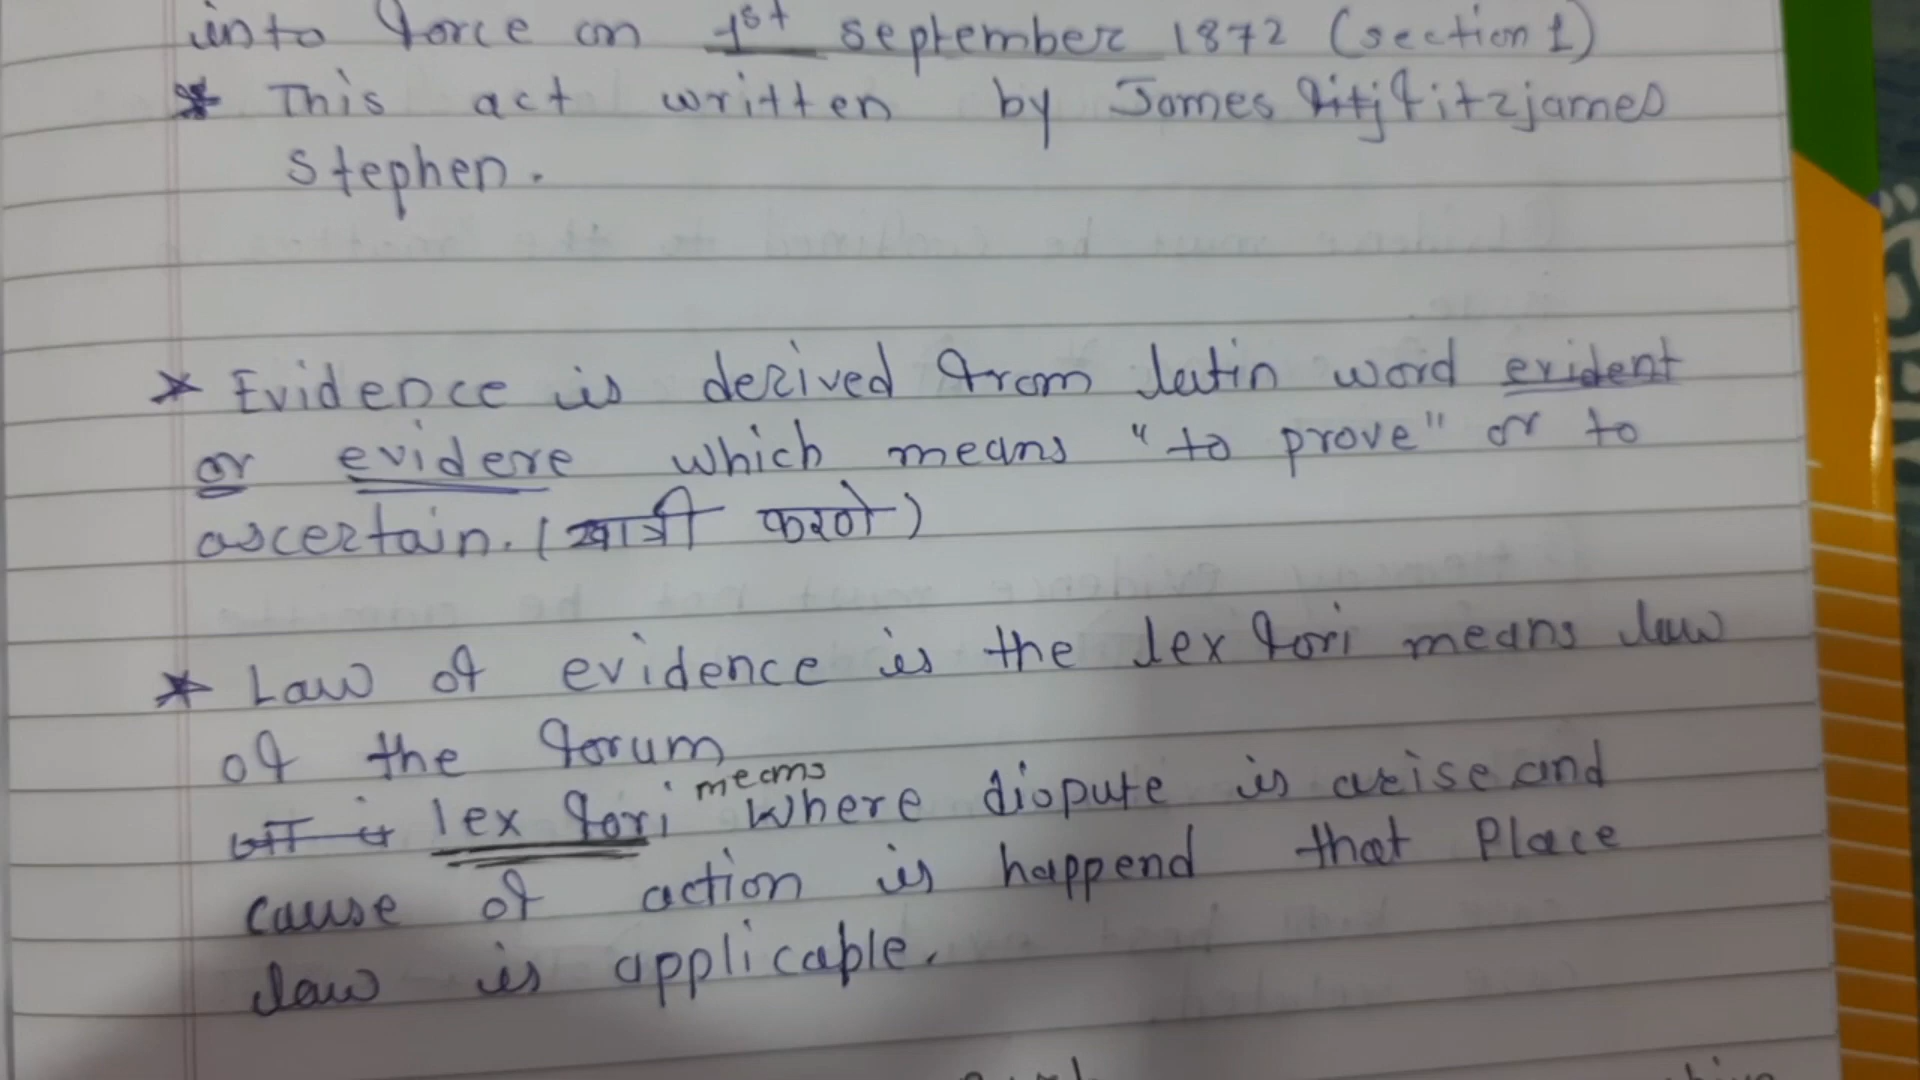 into force on 1st september 1872 (section 1)
* This act written by James fitzjames
stephen.
* Evidence is derived from latin word evident
or evidere which means "to prove" or to
ascertain. (खात्री करणे)
* Law of evidence is the lex fori means law
of the forum
lex fori means where dispute is arise and
cause of action is happend that Place
law is applicable.